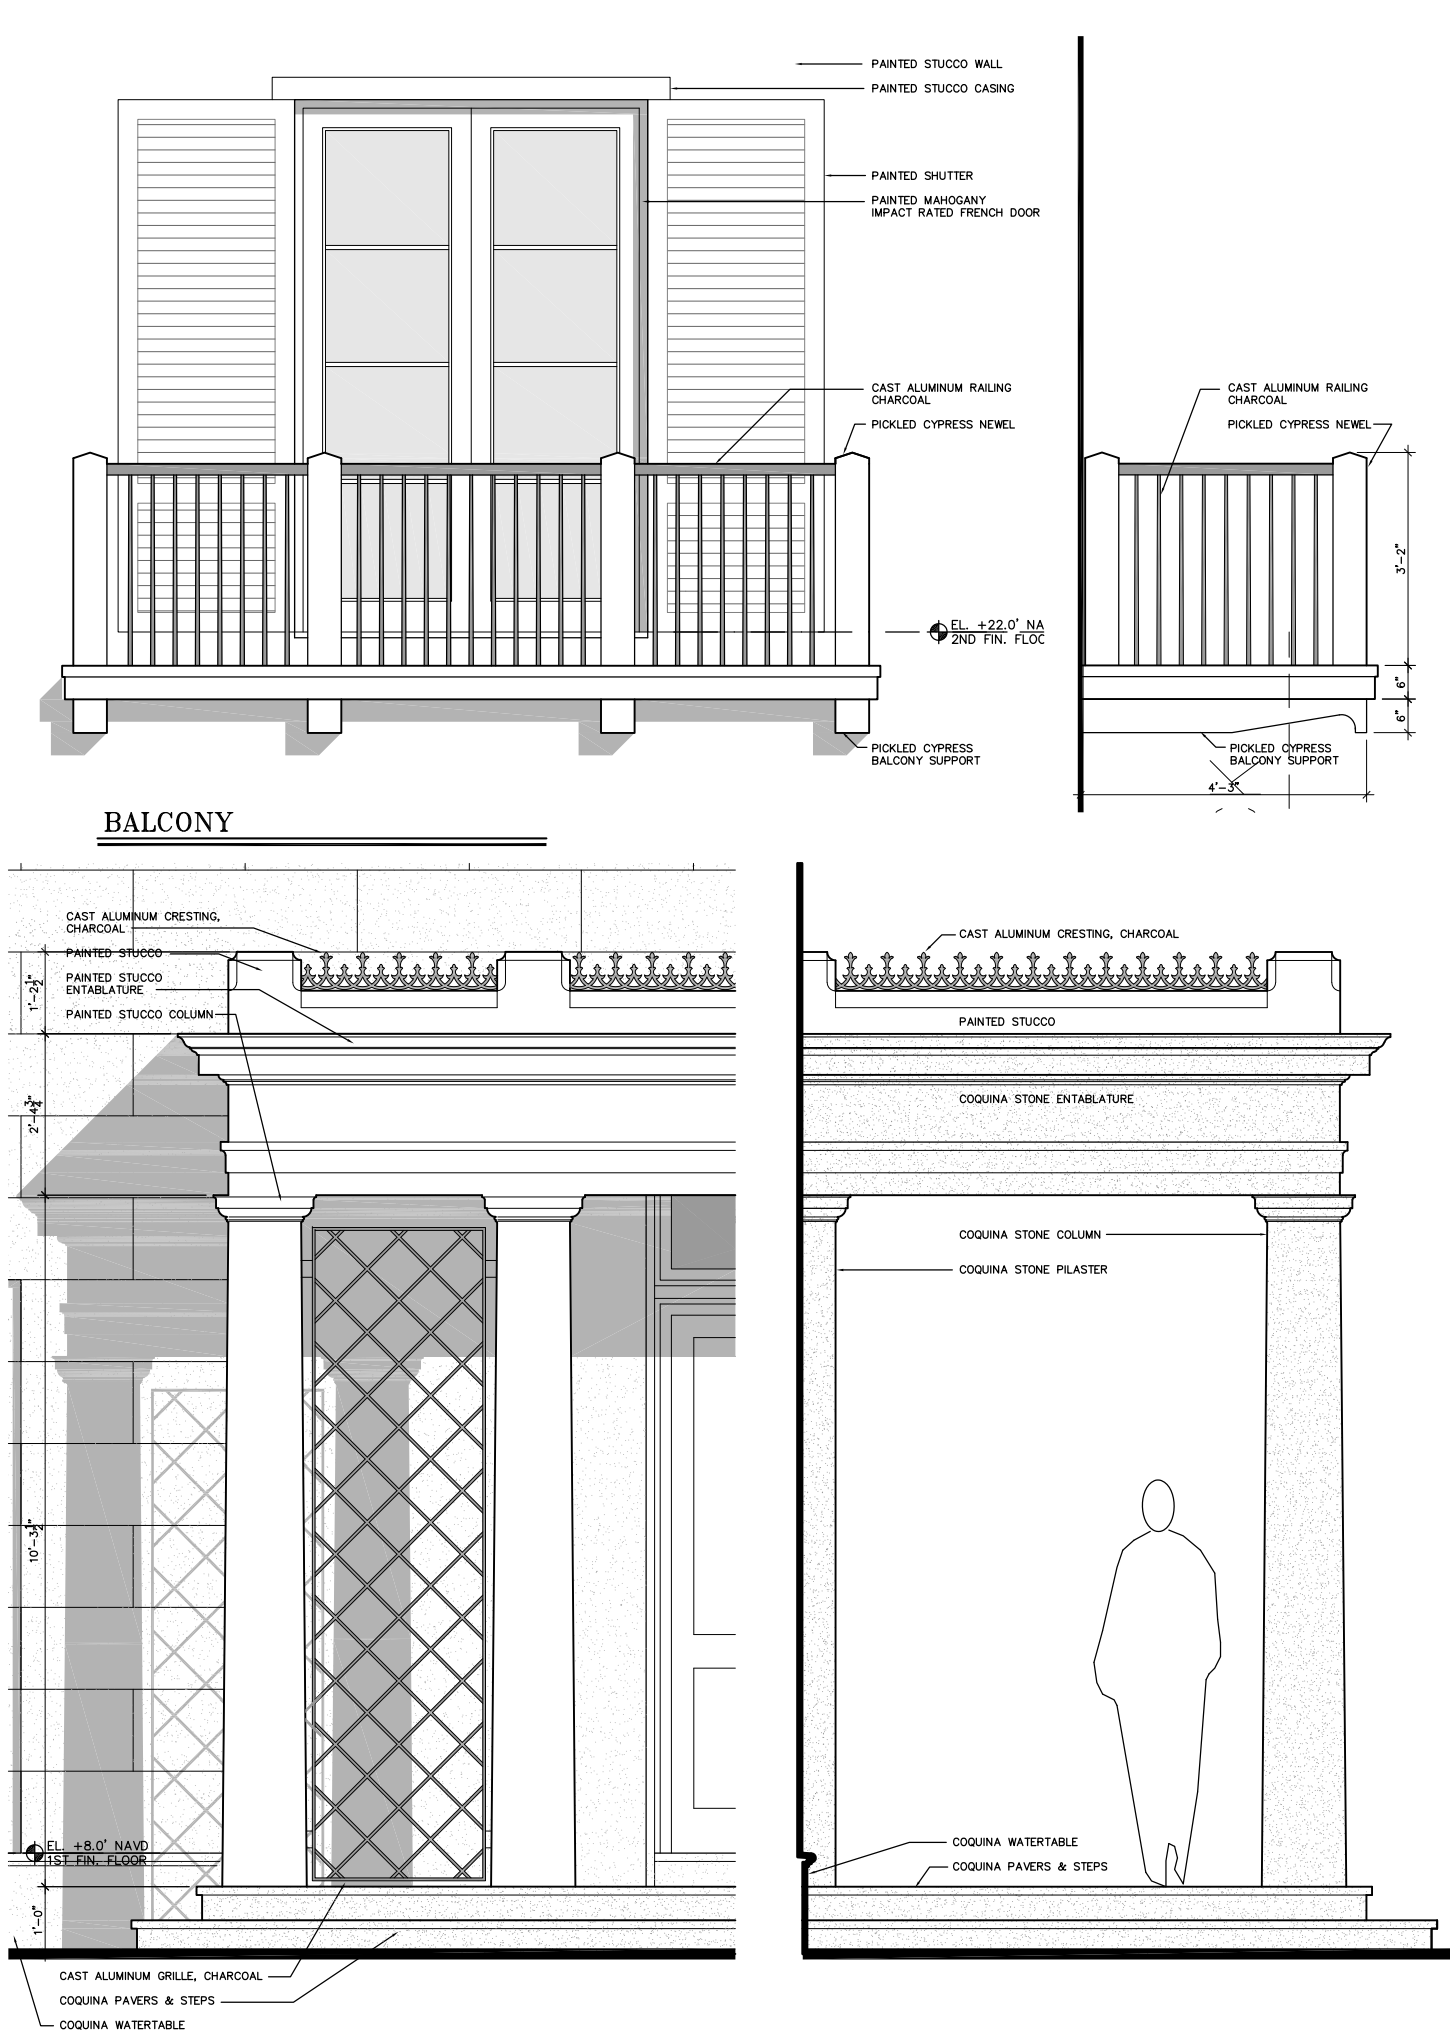 PAINTED STUCCO WALL
PAINTED STUCCO CASING
PAINTED SHUTTER
PAINTED MAHOGANY
IMPACT RATED FRENCH DOOR
CAST ALUMINUM RAILING
CHARCOAL
PICKLED CYPRESS NEWEL
EL. +22.0' NA
2ND FIN. FLOC
PICKLED CYPRESS
BALCONY SUPPORT
CAST ALUMINUM RAILING
CHARCOAL
PICKLED CYPRESS NEWEL
3'-2"
6"
6"
PICKLED CYPRESS
BALCONY SUPPORT
4'-3"
BALCONY
CAST ALUMINUM CRESTING,
CHARCOAL
PAINTED STUCCO
PAINTED STUCCO
ENTABLATURE
PAINTED STUCCO COLUMN
1'-2½"
2'-4¾"
10'-3½"
EL. +8.0' NAVD
1ST FIN. FLOOR
1'-0"
CAST ALUMINUM GRILLE, CHARCOAL
COQUINA PAVERS & STEPS
COQUINA WATERTABLE
CAST ALUMINUM CRESTING, CHARCOAL
PAINTED STUCCO
COQUINA STONE ENTABLATURE
COQUINA STONE COLUMN
COQUINA STONE PILASTER
COQUINA WATERTABLE
COQUINA PAVERS & STEPS